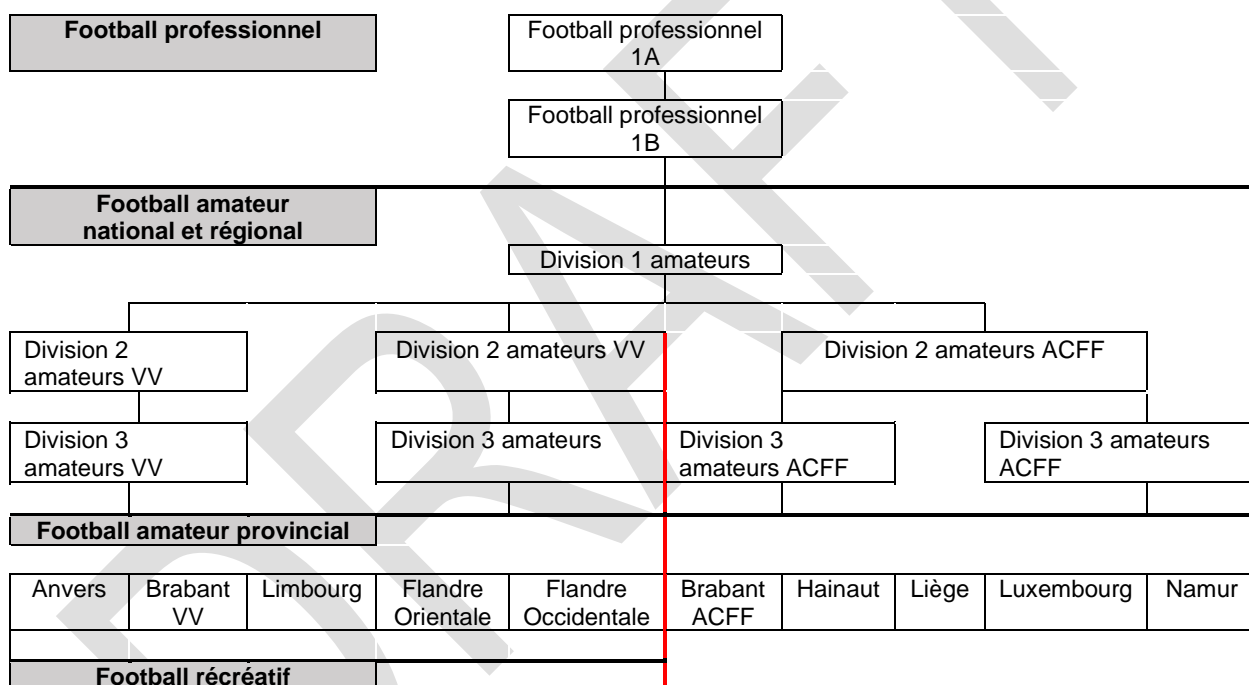 Football professionnel
Football professionnel
1A
Football professionnel
1B
Football amateur
national et régional
Division 1 amateurs
Division 2
amateurs VV
Division 2 amateurs VV
Division 2 amateurs ACFF
Division 3
amateurs VV
Division 3 amateurs
Division 3
amateurs ACFF
Division 3 amateurs
ACFF
Football amateur provincial
Anvers
Brabant
VV
Limbourg
Flandre
Orientale
Flandre
Occidentale
Brabant
ACFF
Hainaut
Liège
Luxembourg
Namur
Football récréatif
DRAFT